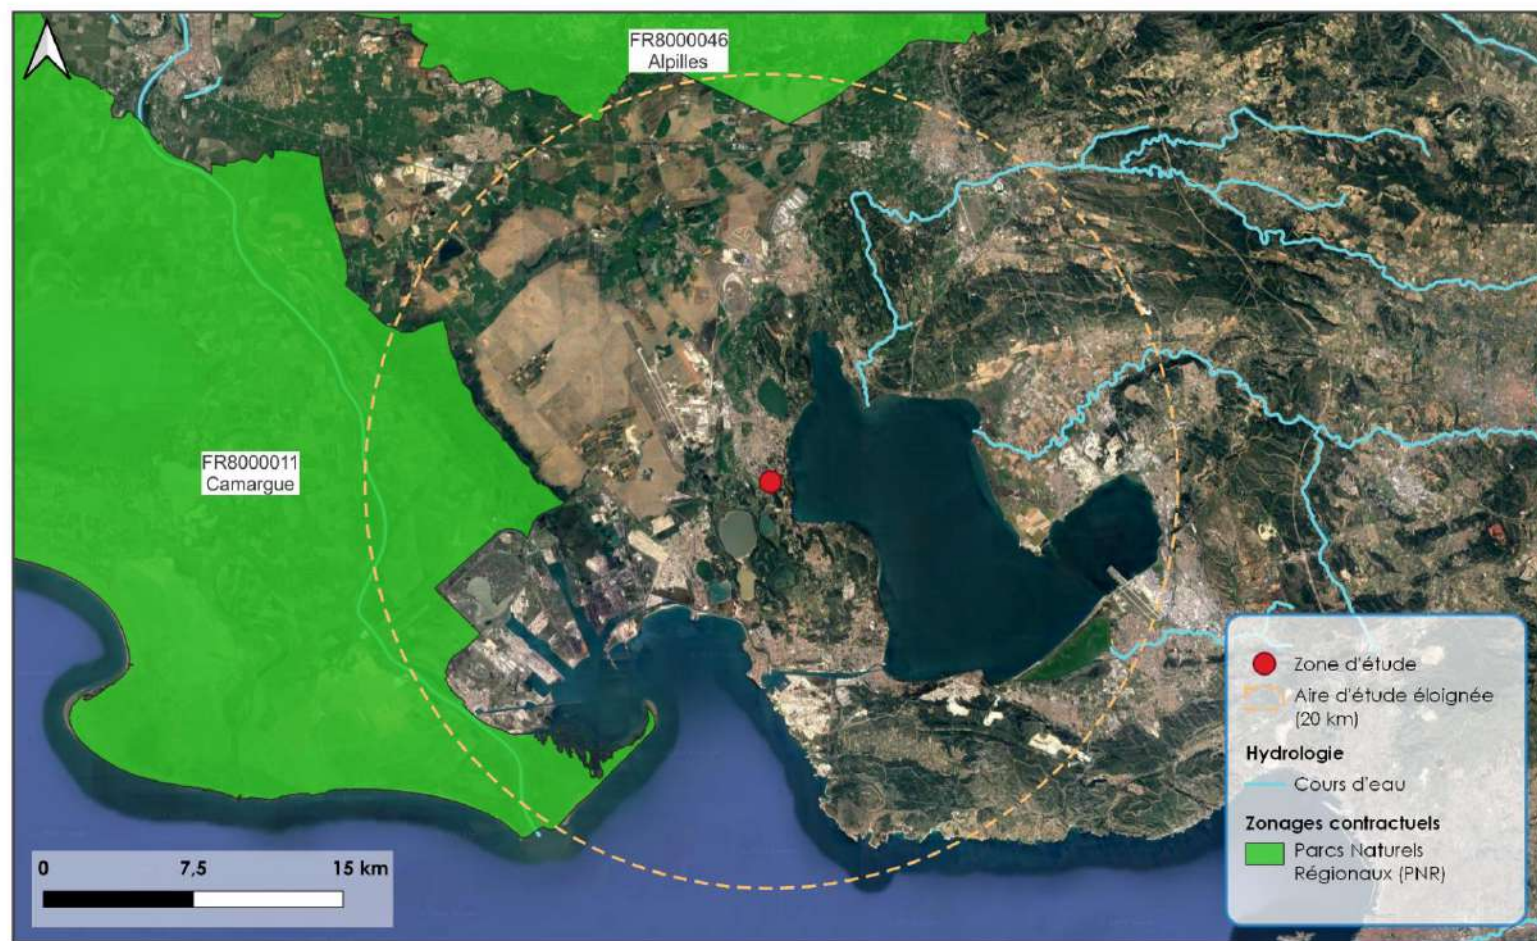 FR8000046
Alpilles
FR8000011
Camargue
Zone d'étude
Aire d'étude éloignée
(20 km)
Hydrologie
Cours d'eau
Zonages contractuels
Parcs Naturels
Régionaux (PNR)
0 7,5 15 km